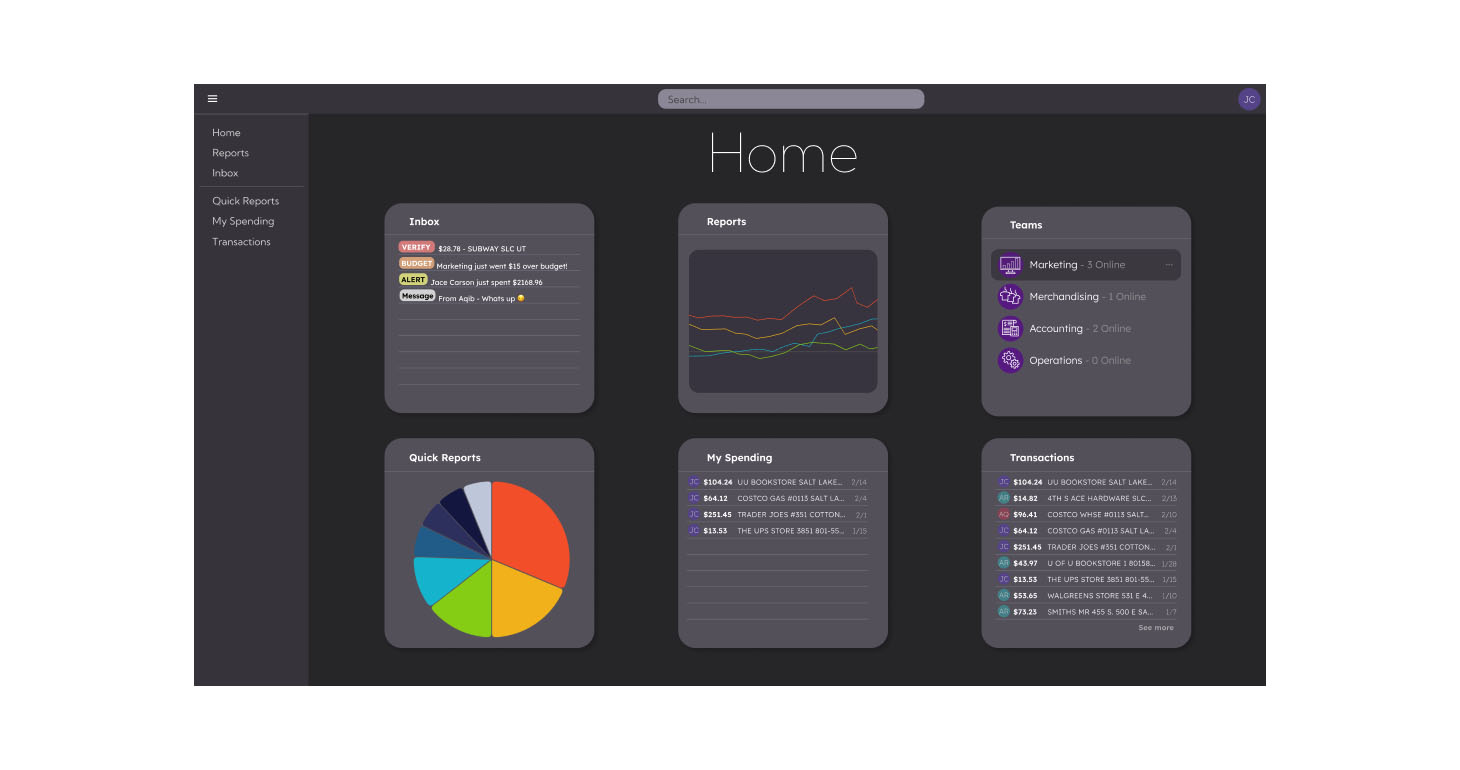 Search...
JC
Home
Reports
Inbox
Quick Reports
My Spending
Transactions
Home
Inbox
VERIFY $28.78 - SUBWAY SLC UT
BUDGET Marketing just went $15 over budget!
ALERT Jace Carson just spent $2168.96
Message From Aqib - Whats up 😏
Reports
Teams
Marketing - 3 Online ...
Merchandising - 1 Online
Accounting - 2 Online
Operations - 0 Online
Quick Reports
My Spending
JC $104.24 UU BOOKSTORE SALT LAKE... 2/14
JC $64.12 COSTCO GAS #0113 SALT LA... 2/4
JC $251.45 TRADER JOES #351 COTTON... 2/1
JC $13.53 THE UPS STORE 3851 801-55... 1/15
Transactions
JC $104.24 UU BOOKSTORE SALT LAKE... 2/14
AR $14.82 4TH S ACE HARDWARE SLC... 2/13
AQ $96.41 COSTCO WHSE #0113 SALT... 2/10
JC $64.12 COSTCO GAS #0113 SALT LA... 2/4
JC $251.45 TRADER JOES #351 COTTON... 2/1
AR $43.97 U OF U BOOKSTORE 1 80158... 1/28
JC $13.53 THE UPS STORE 3851 801-55... 1/15
AR $53.65 WALGREENS STORE 531 E 4... 1/10
AR $73.23 SMITHS MR 455 S. 500 E SA... 1/7
See more